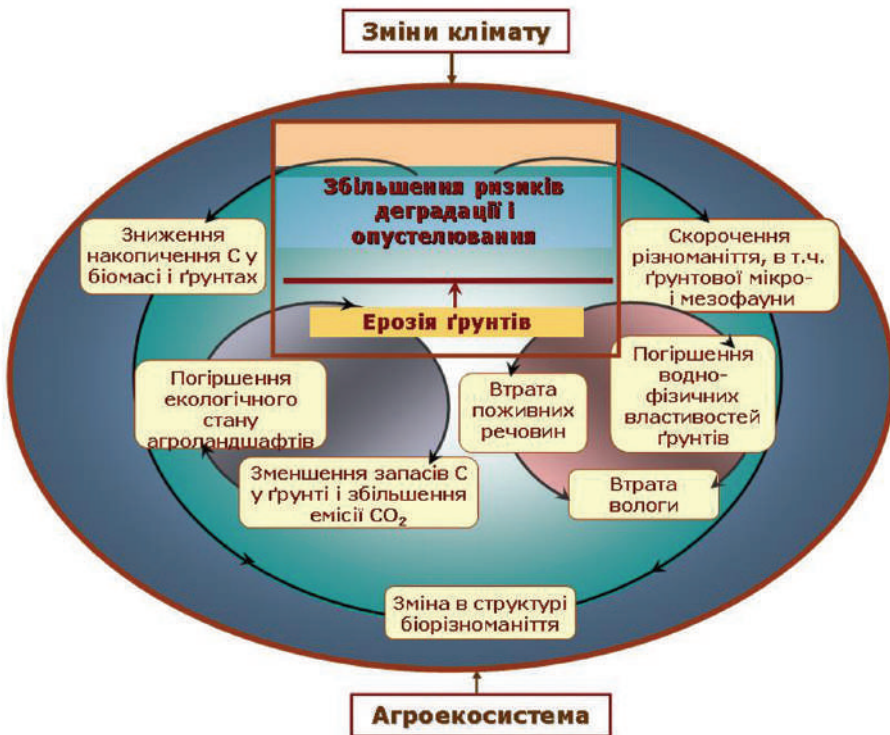 Зміни клімату
Збільшення ризиків
деградації і
опустелювання
Зниження
накопичення С у
біомасі і ґрунтах
Скорочення
різноманіття, в т.ч.
ґрунтової мікро-
і мезофауни
Ерозія ґрунтів
Погіршення
екологічного
стану
агроландшафтів
Втрата
поживних
речовин
Погіршення
водно-
фізичних
властивостей
ґрунтів
Зменшення запасів С
у ґрунті і збільшення
емісії CO₂
Втрата
вологи
Зміна в структурі
біорізноманіття
Агроекосистема